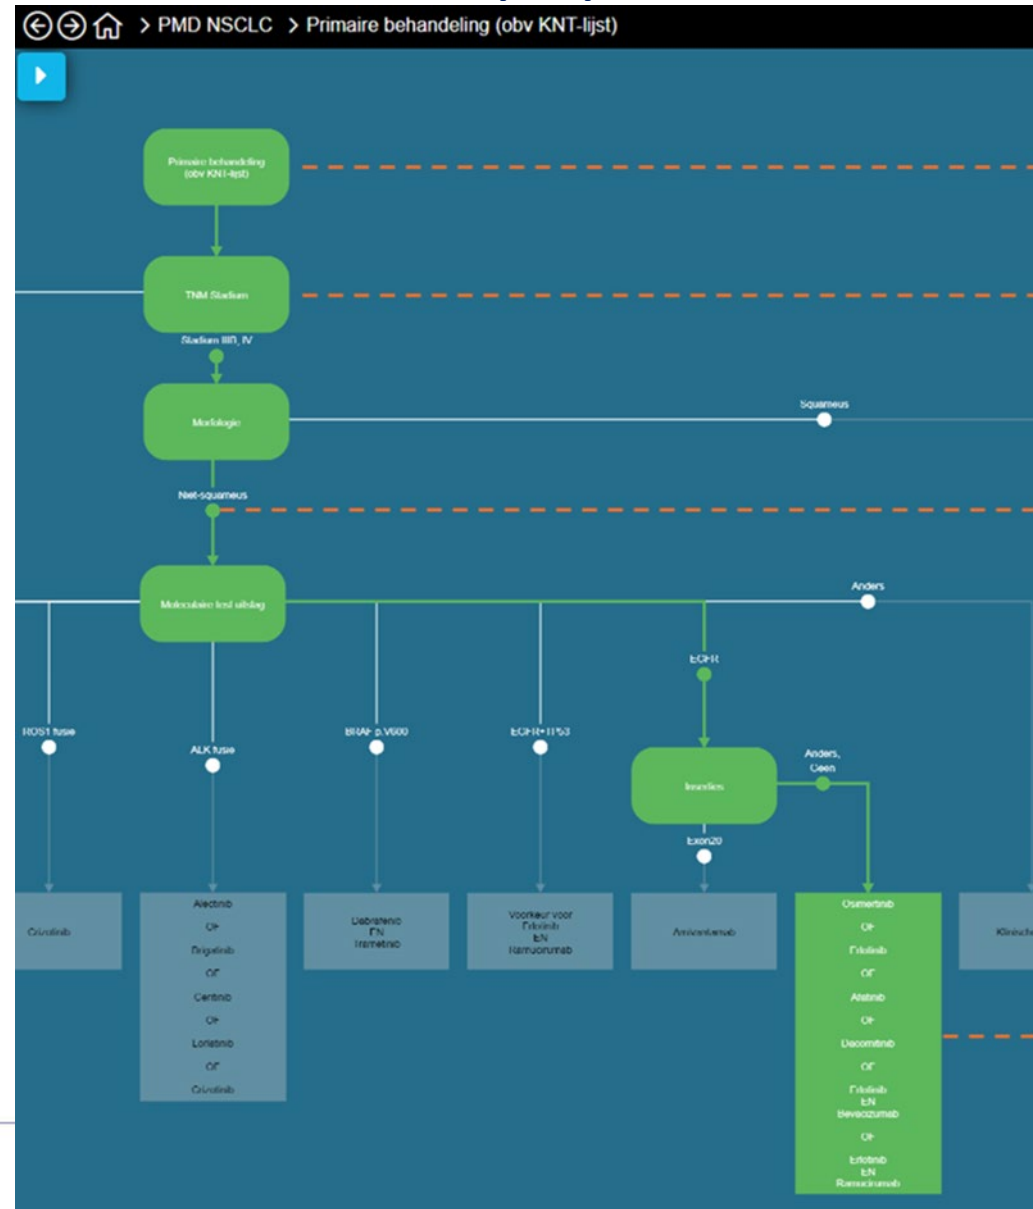 > PMD NSCLC > Primaire behandeling (obv KNT-lijst)
Primaire behandeling
(obv KNT-lijst)
TNM Stadium
Stadium IIIB, IV
Morfologie
Squameus
Niet-squameus
Moleculaire test uitslag
Anders
EGFR
ROS1 fusie
ALK fusie
BRAF p.V600
EGFR+TP53
Anders,
Geen
Inserties
Exon20
Crizotinib
Alectinib
OF
Brigatinib
OF
Ceritinib
OF
Lorlatinib
OF
Crizotinib
Dabrafenib
EN
Trametinib
Voorkeur voor
Erlotinib
EN
Ramucirumab
Amivantamab
Osimertinib
OF
Erlotinib
OF
Afatinib
OF
Dacomitinib
OF
Erlotinib
EN
Bevacizumab
OF
Erlotinib
EN
Ramucirumab